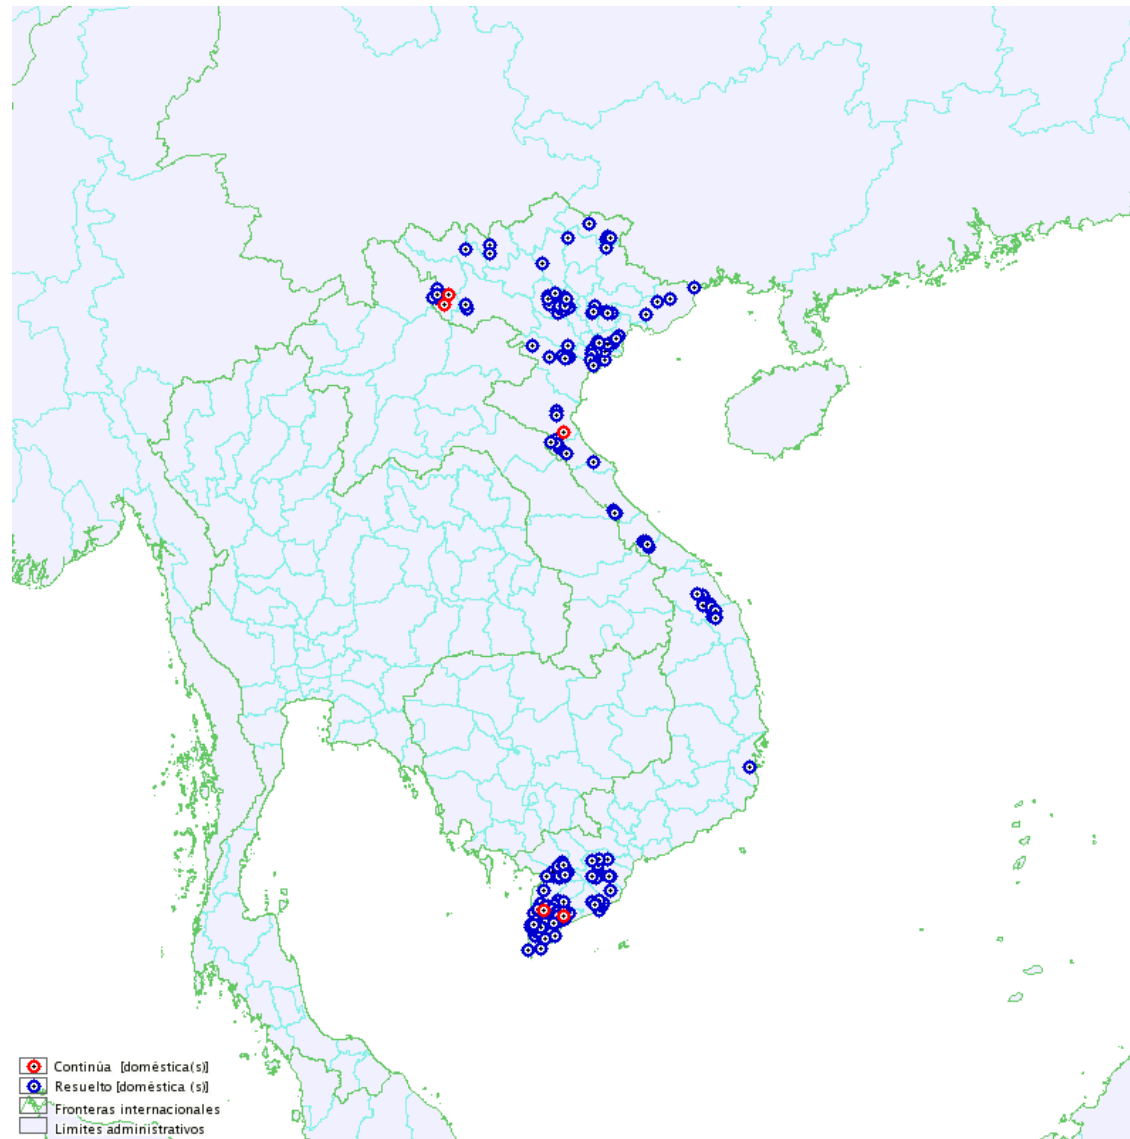 Continúa [doméstica(s)]
Resuelto [doméstica (s)]
Fronteras internacionales
Límites administrativos